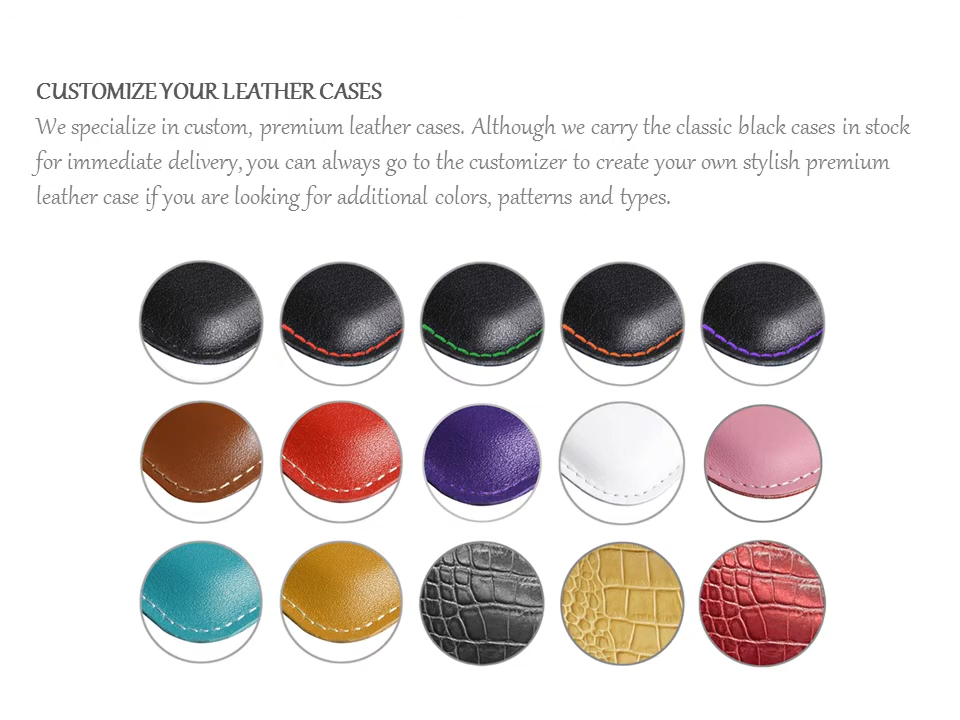 CUSTOMIZE YOUR LEATHER CASES
We specialize in custom, premium leather cases. Although we carry the classic black cases in stock
for immediate delivery, you can always go to the customizer to create your own stylish premium
leather case if you are looking for additional colors, patterns and types.